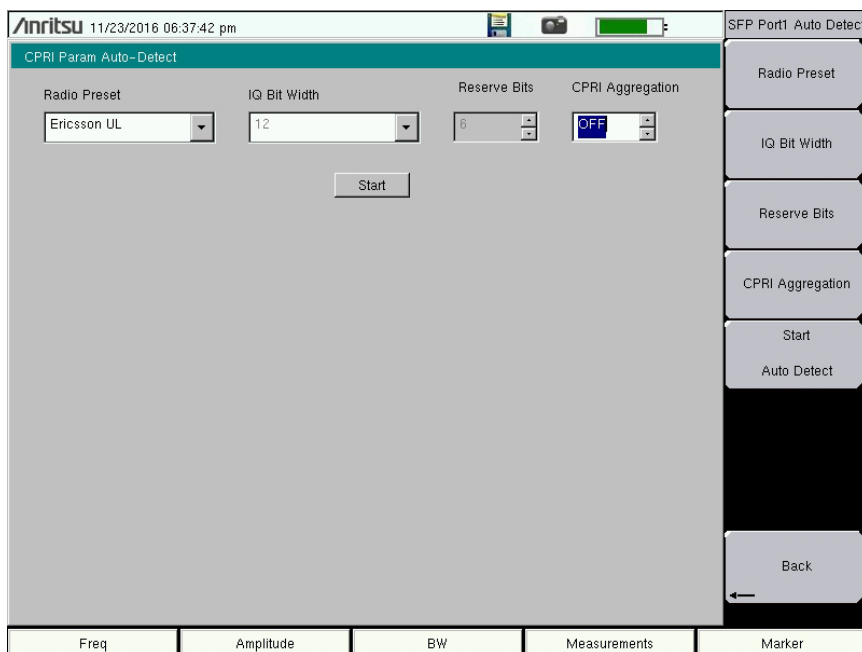 /Inritsu 11/23/2016 06:37:42 pm
SFP Port1 Auto Detec
CPRI Param Auto-Detect
Radio Preset
IQ Bit Width
Reserve Bits
CPRI Aggregation
Ericsson UL
12
6
OFF
Start
Radio Preset
IQ Bit Width
Reserve Bits
CPRI Aggregation
Start
Auto Detect
Back
Freq
Amplitude
BW
Measurements
Marker